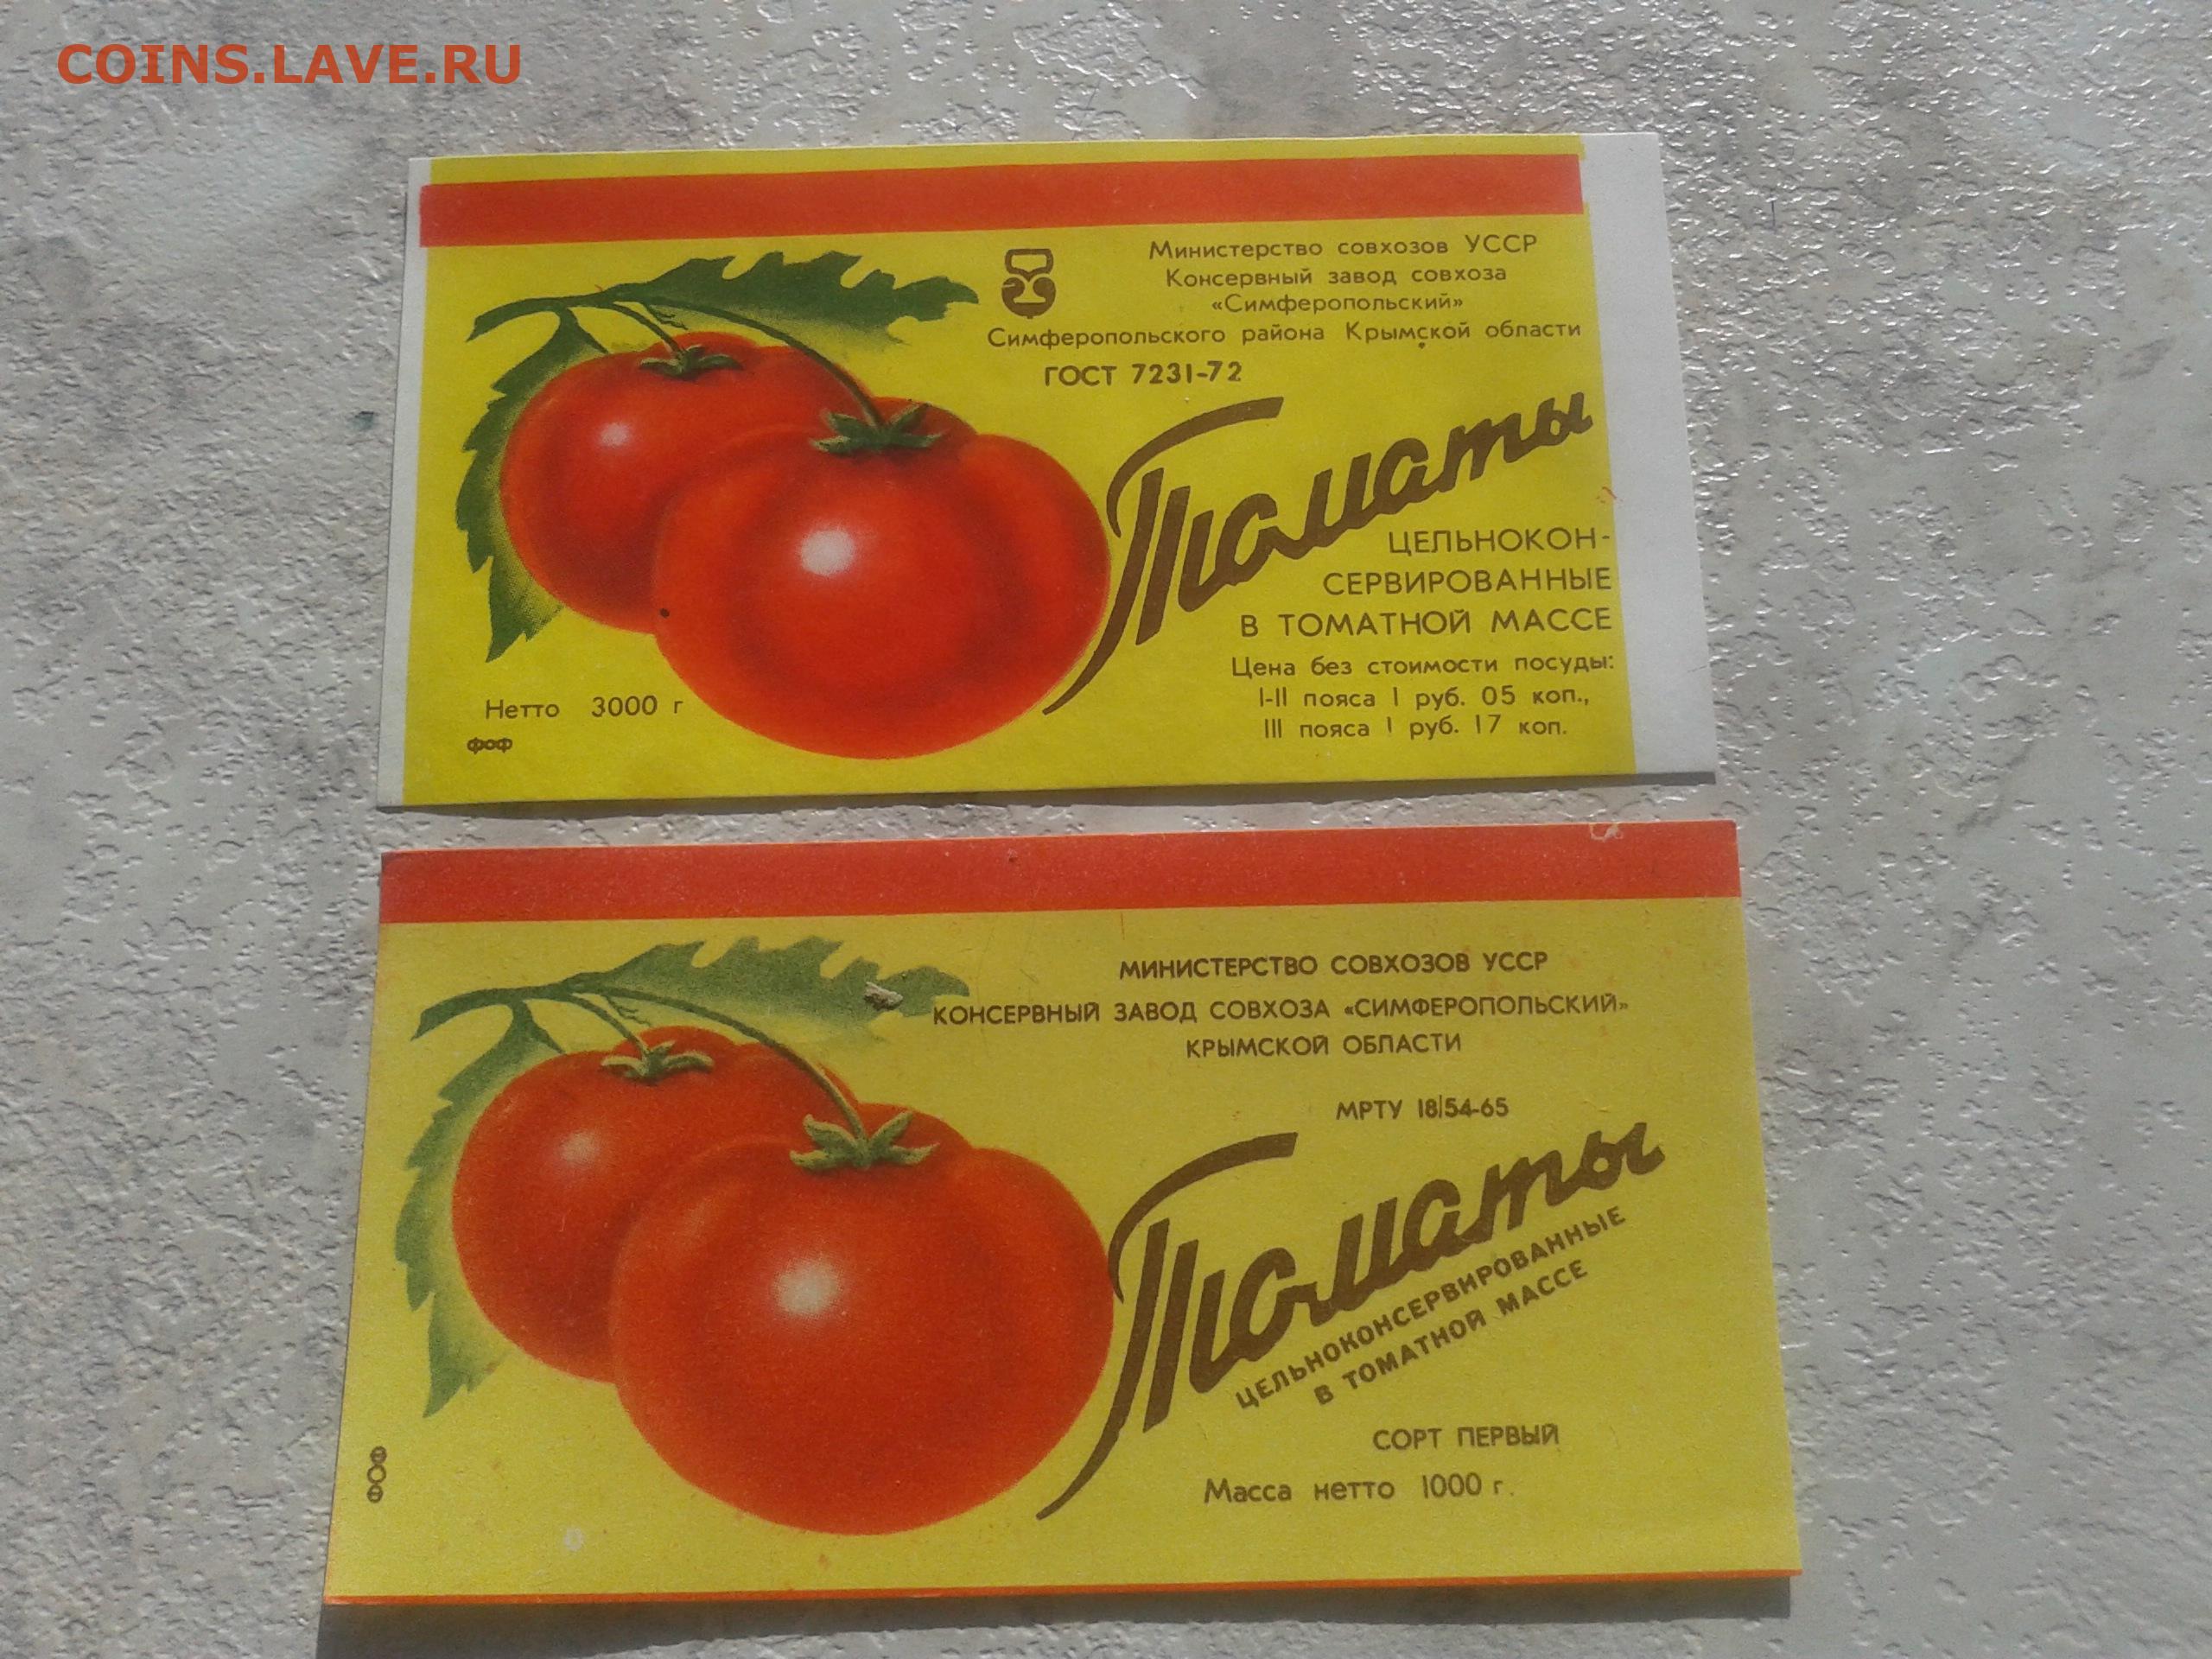 COINS.LAVE.RU
Министерство совхозов УССР
Консервный завод совхоза
«Симферопольский»
Симферопольского района Крымской области
ГОСТ 7231-72
Томаты
ЦЕЛЬНОКОН-
СЕРВИРОВАННЫЕ
В ТОМАТНОЙ МАССЕ
Цена без стоимости посуды:
I-II пояса 1 руб. 05 коп.,
III пояса 1 руб. 17 коп.
Нетто 3000 г
ФОФ
МИНИСТЕРСТВО СОВХОЗОВ УССР
КОНСЕРВНЫЙ ЗАВОД СОВХОЗА «СИМФЕРОПОЛЬСКИЙ»
КРЫМСКОЙ ОБЛАСТИ
МРТУ 18/54-65
Томаты
ЦЕЛЬНОКОНСЕРВИРОВАННЫЕ
В ТОМАТНОЙ МАССЕ
СОРТ ПЕРВЫЙ
Масса нетто 1000 г.
ФОФ